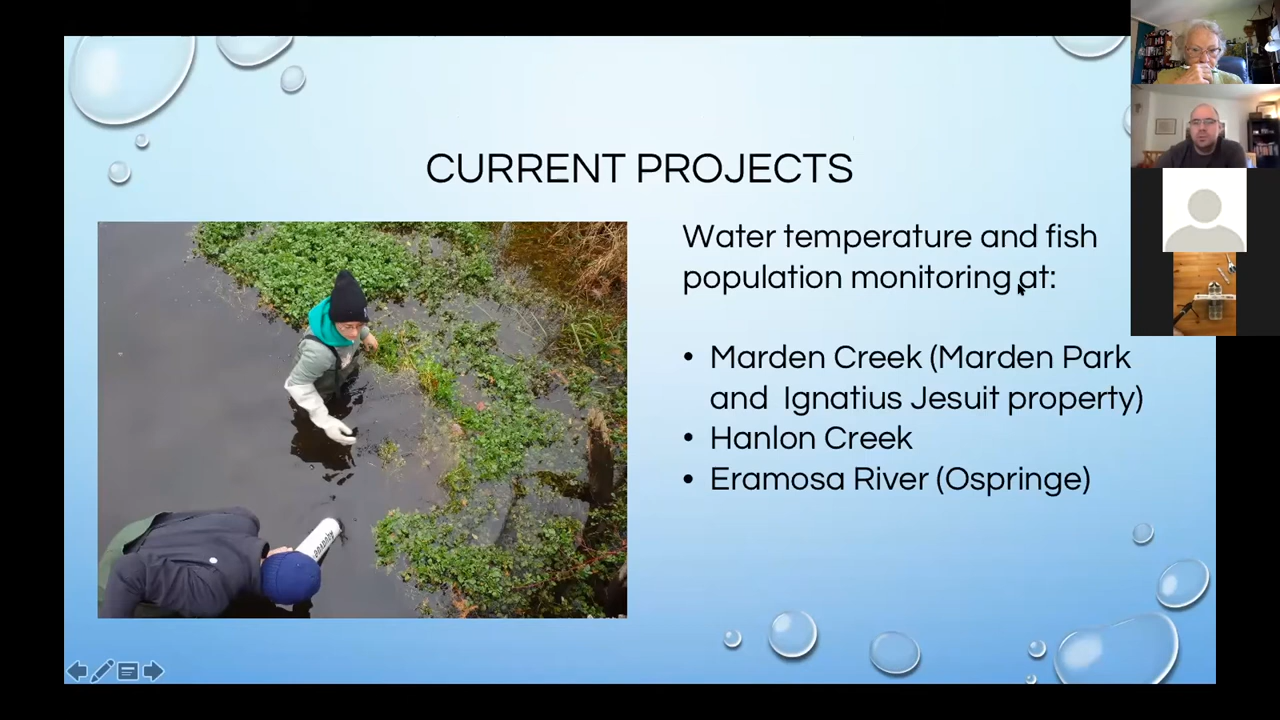 CURRENT PROJECTS
Water temperature and fish
population monitoring at:
• Marden Creek (Marden Park
and Ignatius Jesuit property)
• Hanlon Creek
• Eramosa River (Ospringe)